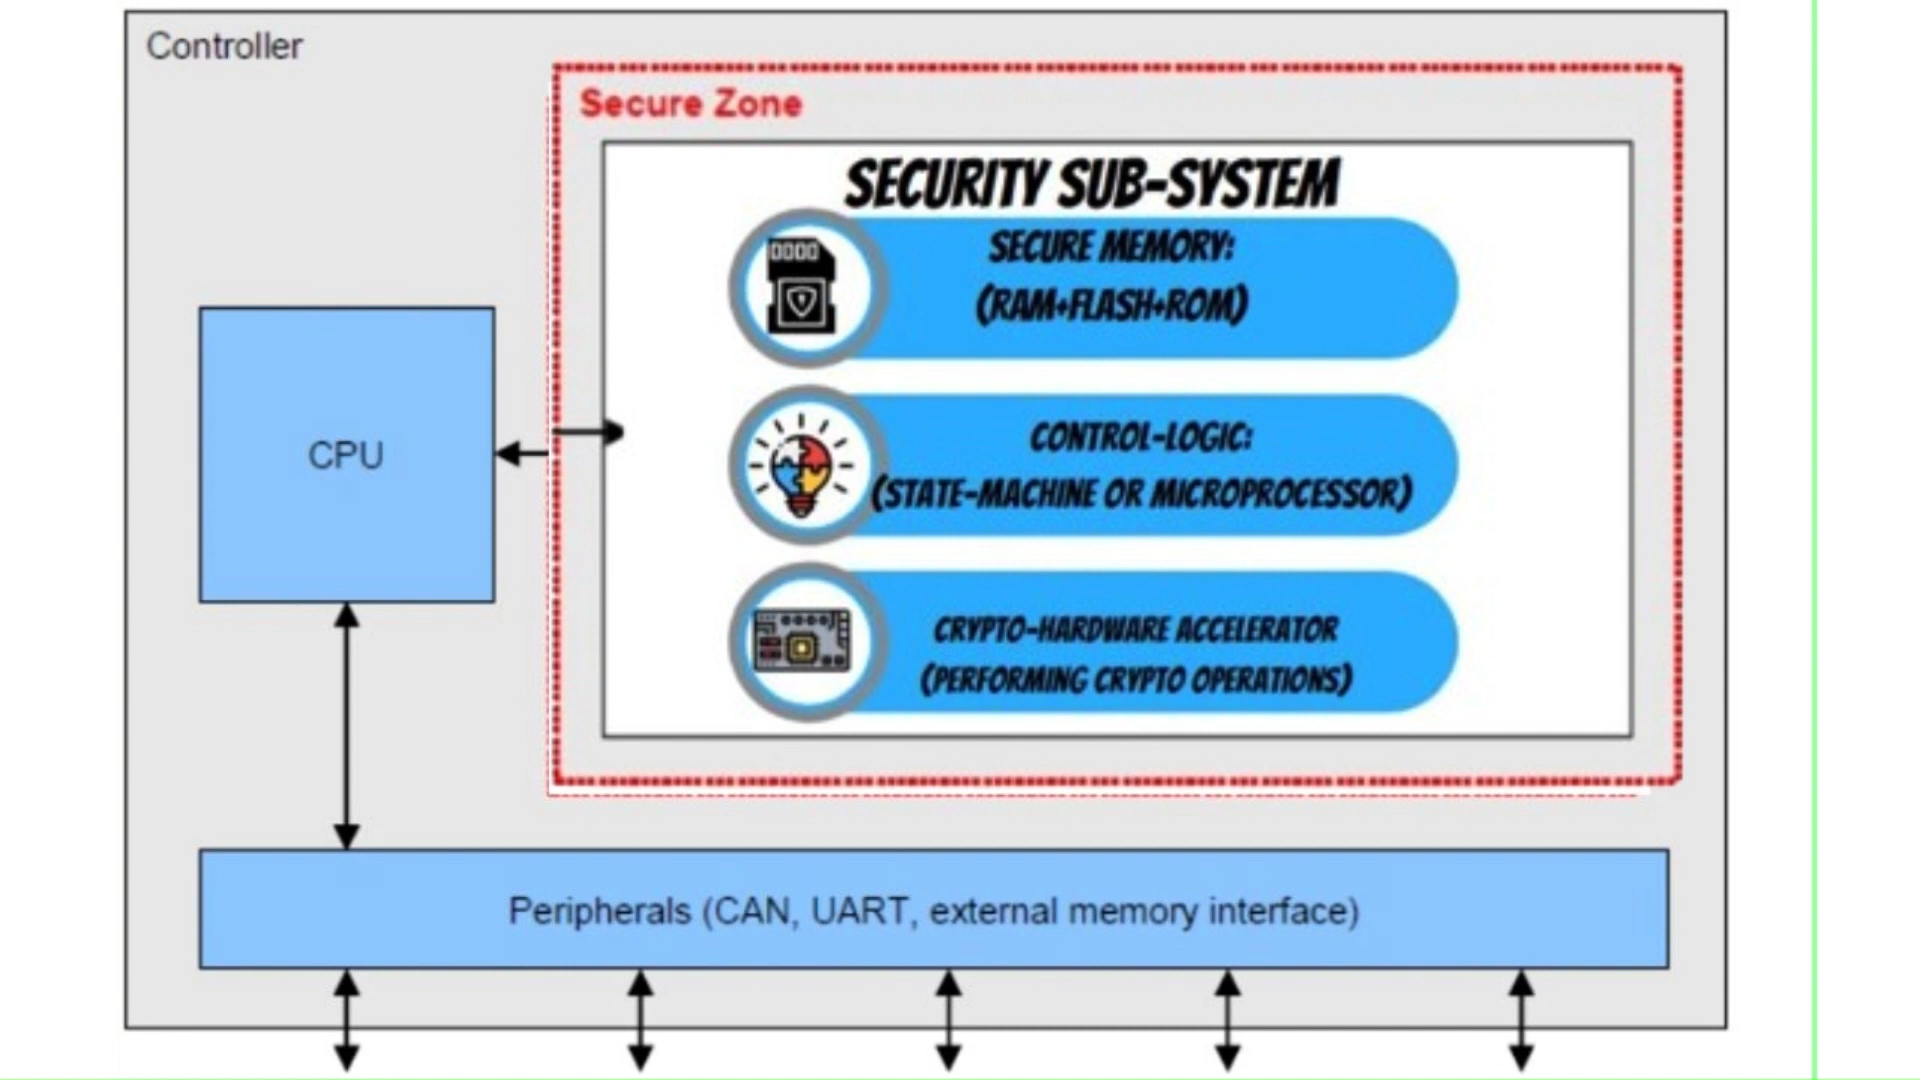 Controller
Secure Zone
SECURITY SUB-SYSTEM
SECURE MEMORY:
(RAM+FLASH+ROM)
CONTROL-LOGIC:
(STATE-MACHINE OR MICROPROCESSOR)
CPU
CRYPTO-HARDWARE ACCELERATOR
(PERFORMING CRYPTO OPERATIONS)
Peripherals (CAN, UART, external memory interface)